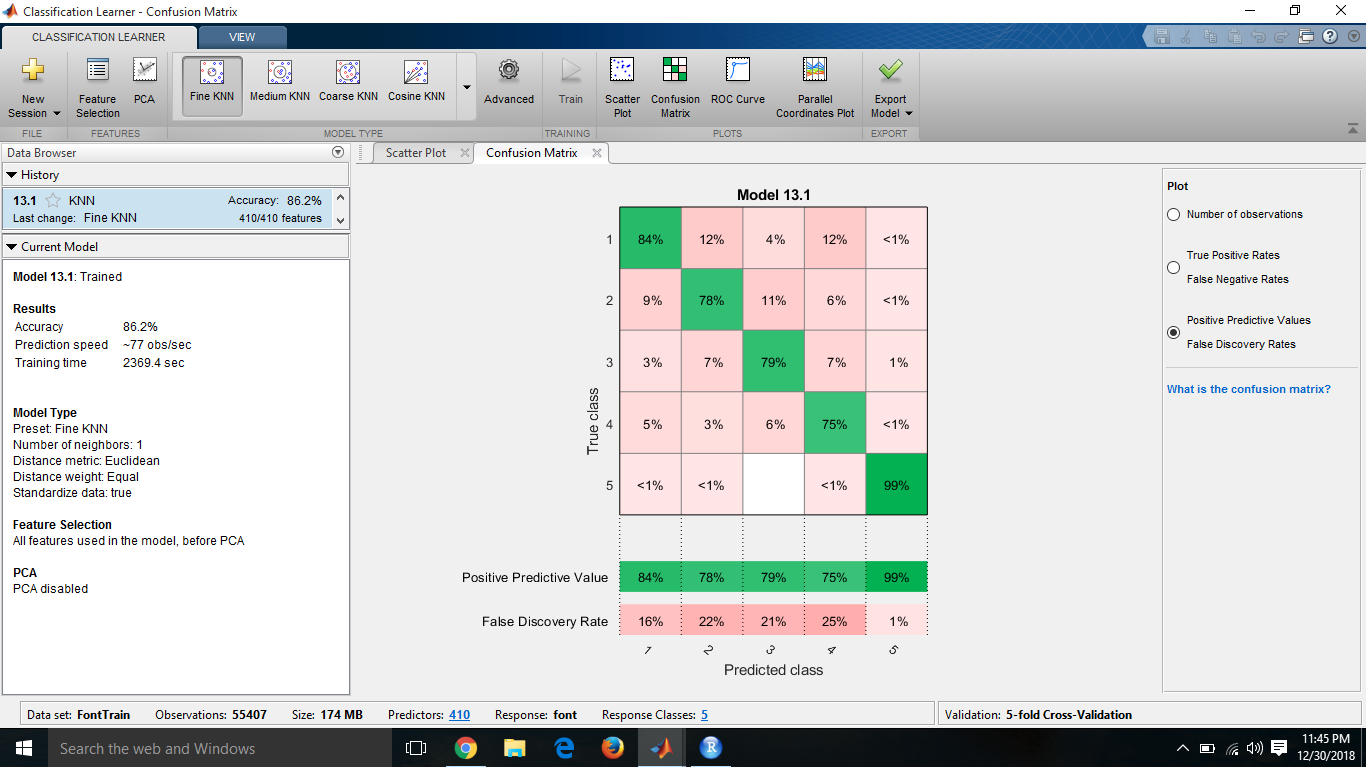 Classification Learner - Confusion Matrix
CLASSIFICATION LEARNER VIEW
New Session
Feature Selection
PCA
Fine KNN
Medium KNN
Coarse KNN
Cosine KNN
Advanced
Train
Scatter Plot
Confusion Matrix
ROC Curve
Parallel Coordinates Plot
Export Model
FILE FEATURES MODEL TYPE TRAINING PLOTS EXPORT
Data Browser
History
13.1 KNN Accuracy: 86.2%
Last change: Fine KNN 410/410 features
Current Model
Model 13.1: Trained
Results
Accuracy 86.2%
Prediction speed ~77 obs/sec
Training time 2369.4 sec
Model Type
Preset: Fine KNN
Number of neighbors: 1
Distance metric: Euclidean
Distance weight: Equal
Standardize data: true
Feature Selection
All features used in the model, before PCA
PCA
PCA disabled
Scatter Plot Confusion Matrix
Model 13.1
1 84% 12% 4% 12% <1%
2 9% 78% 11% 6% <1%
3 3% 7% 79% 7% 1%
4 5% 3% 6% 75% <1%
5 <1% <1% <1% 99%
True class
Positive Predictive Value 84% 78% 79% 75% 99%
False Discovery Rate 16% 22% 21% 25% 1%
1 2 3 4 5
Predicted class
Plot
Number of observations
True Positive Rates
False Negative Rates
Positive Predictive Values
False Discovery Rates
What is the confusion matrix?
Data set: FontTrain Observations: 55407 Size: 174 MB Predictors: 410 Response: font Response Classes: 5 Validation: 5-fold Cross-Validation
Search the web and Windows
R
11:45 PM
12/30/2018